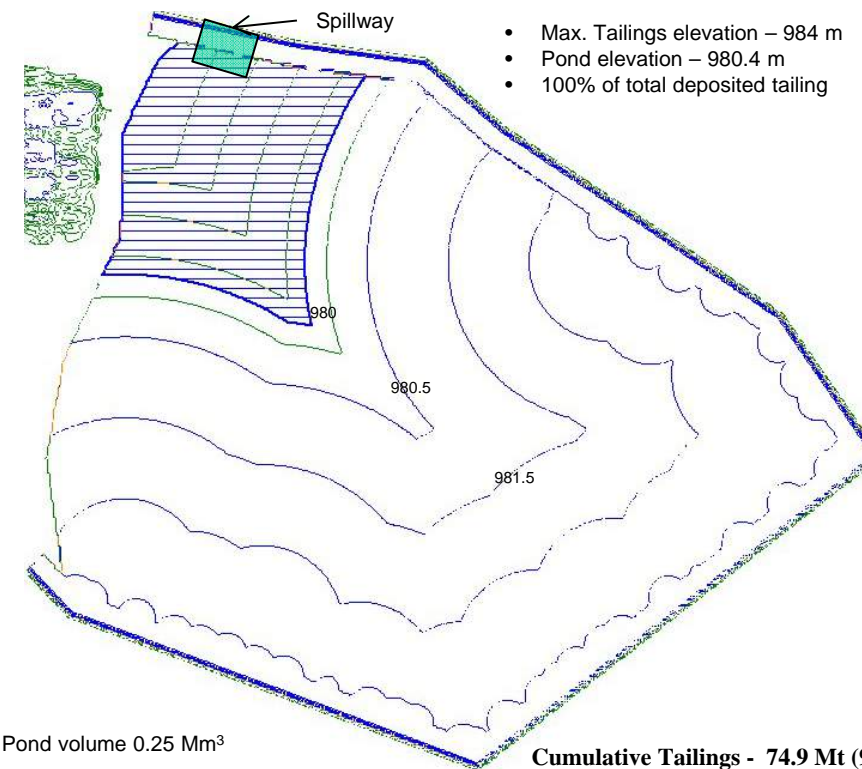 Spillway
• Max. Tailings elevation – 984 m
• Pond elevation – 980.4 m
• 100% of total deposited tailing
980
980.5
981.5
Pond volume 0.25 Mm³
Cumulative Tailings - 74.9 Mt (